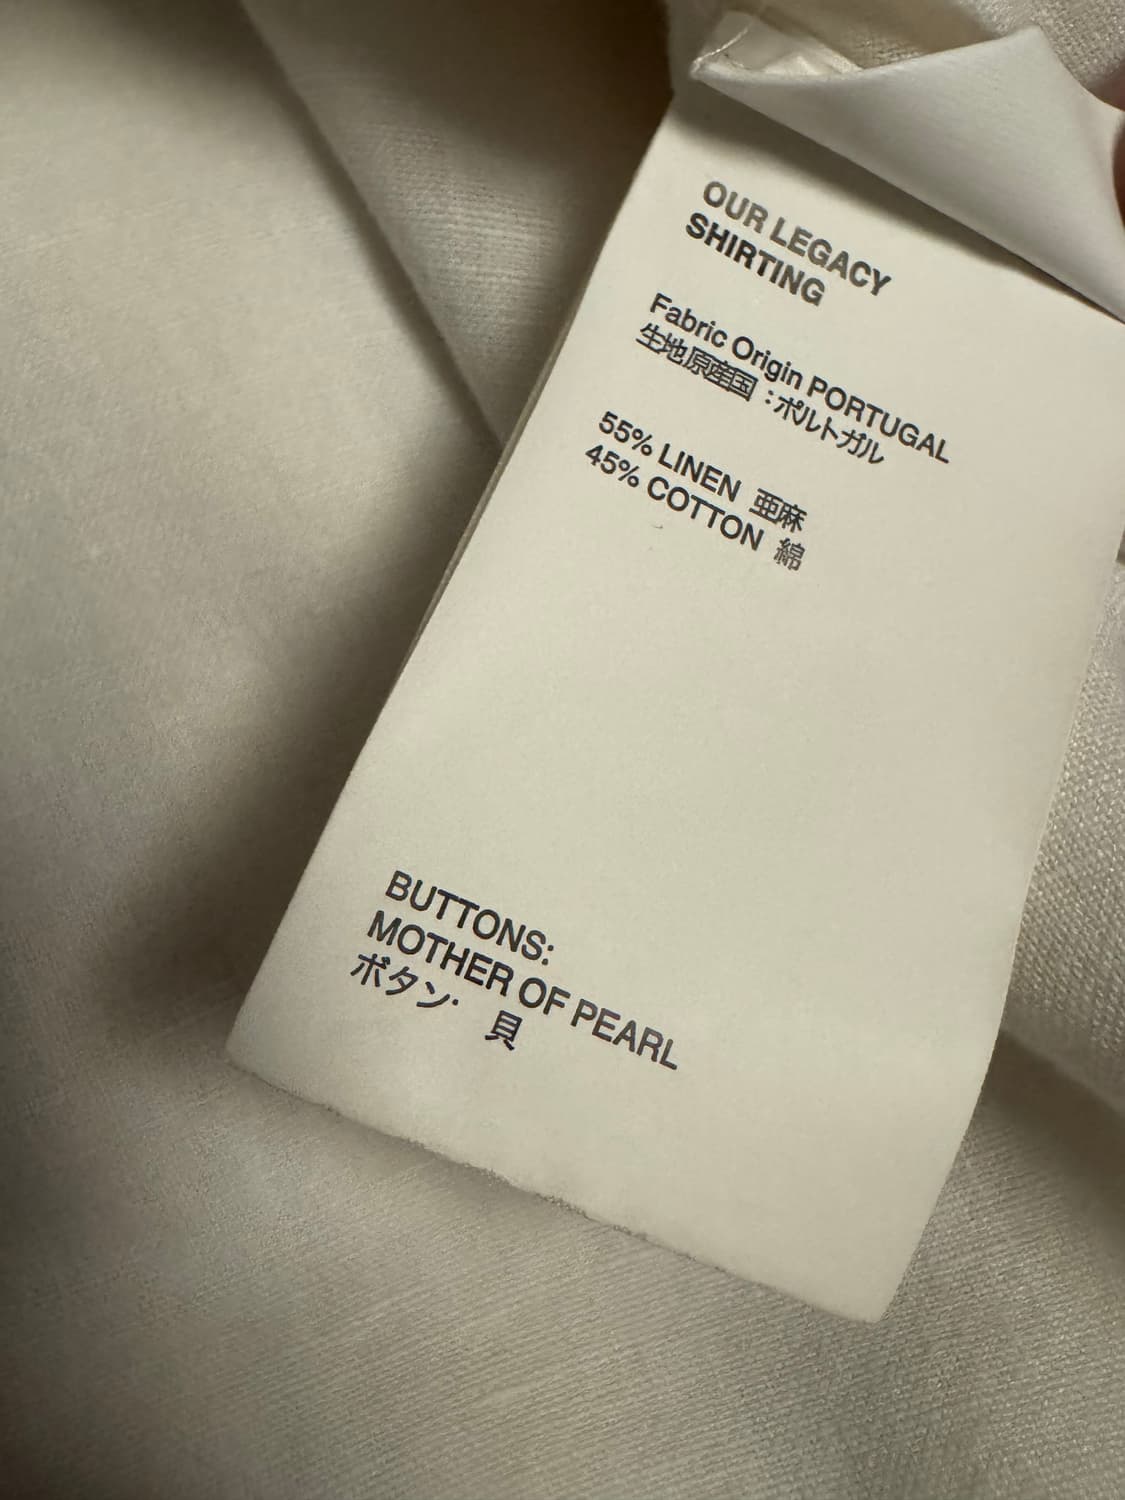 OUR LEGACY
SHIRTING
Fabric Origin PORTUGAL
生地原産国：ポルトガル
55% LINEN 亜麻
45% COTTON 綿
BUTTONS:
MOTHER OF PEARL
ボタン· 貝